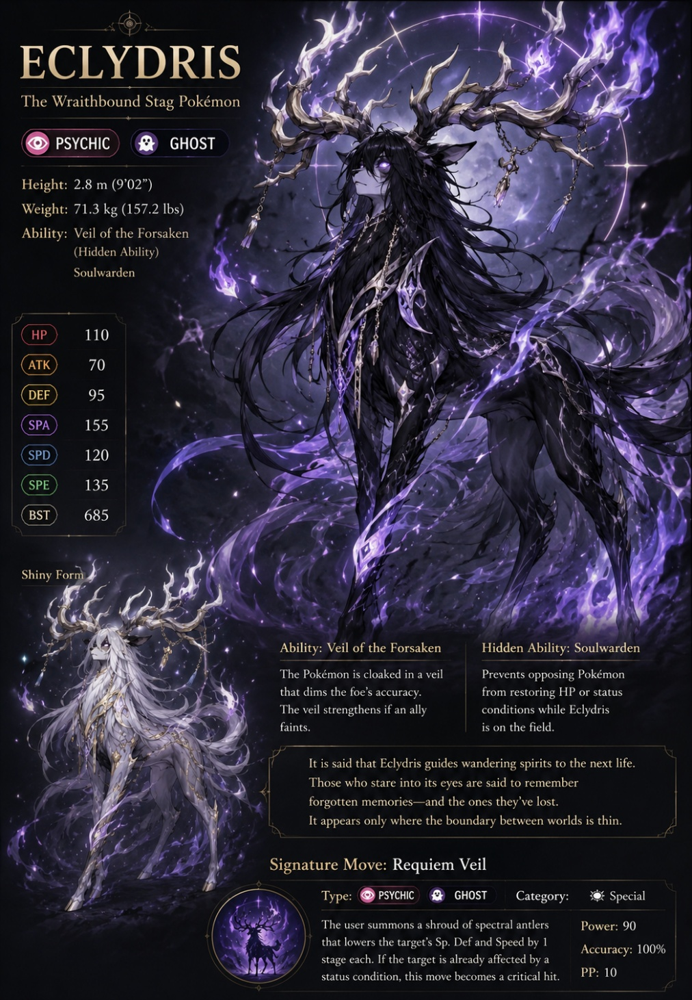 ECLYDRIS
The Wraithbound Stag Pokémon
PSYCHIC GHOST
Height: 2.8 m (9'02")
Weight: 71.3 kg (157.2 lbs)
Ability: Veil of the Forsaken
(Hidden Ability)
Soulwarden
HP 110
ATK 70
DEF 95
SPA 155
SPD 120
SPE 135
BST 685
Shiny Form
Ability: Veil of the Forsaken
The Pokémon is cloaked in a veil
that dims the foe's accuracy.
The veil strengthens if an ally
faints.
Hidden Ability: Soulwarden
Prevents opposing Pokémon
from restoring HP or status
conditions while Eclydris
is on the field.
It is said that Eclydris guides wandering spirits to the next life.
Those who stare into its eyes are said to remember
forgotten memories—and the ones they've lost.
It appears only where the boundary between worlds is thin.
Signature Move: Requiem Veil
Type: PSYCHIC GHOST Category: Special
The user summons a shroud of spectral antlers
that lowers the target's Sp. Def and Speed by 1
stage each. If the target is already affected by a
status condition, this move becomes a critical hit.
Power: 90
Accuracy: 100%
PP: 10